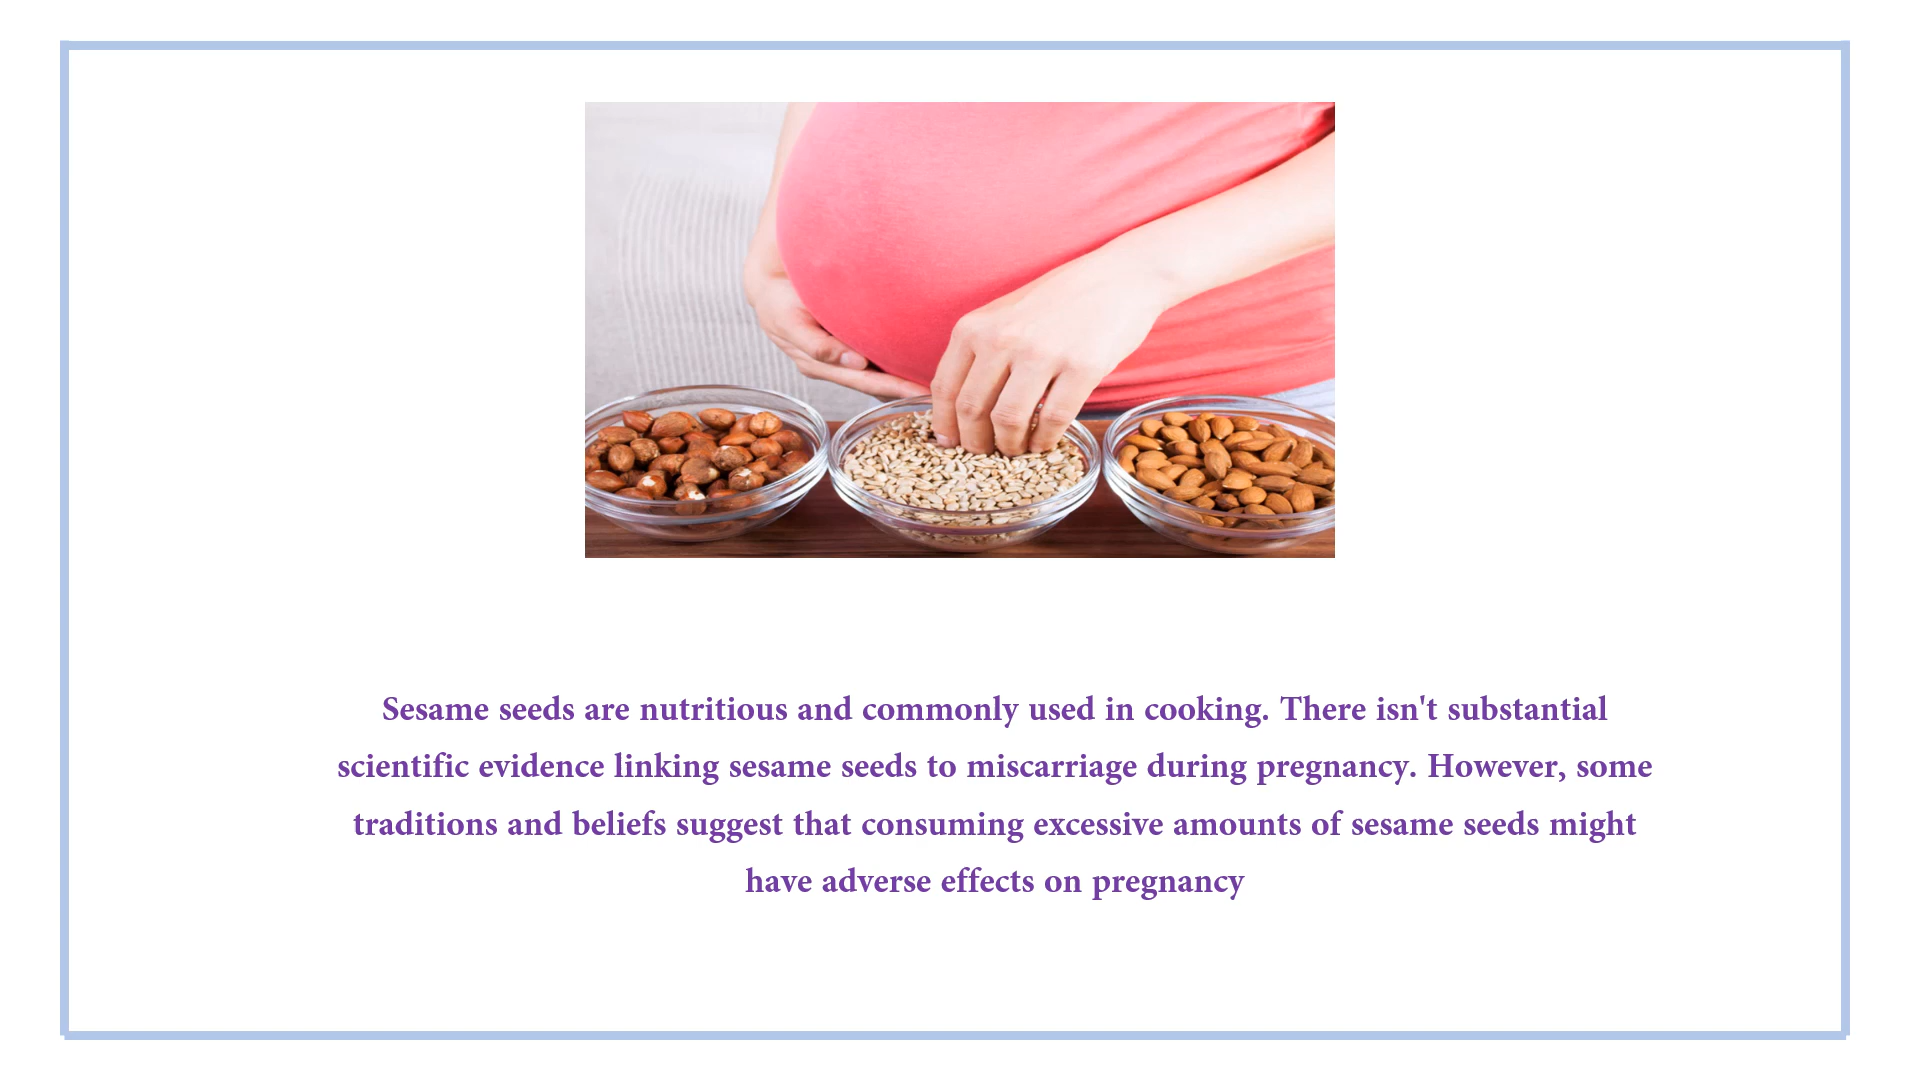 Sesame seeds are nutritious and commonly used in cooking. There isn't substantial
scientific evidence linking sesame seeds to miscarriage during pregnancy. However, some
traditions and beliefs suggest that consuming excessive amounts of sesame seeds might
have adverse effects on pregnancy